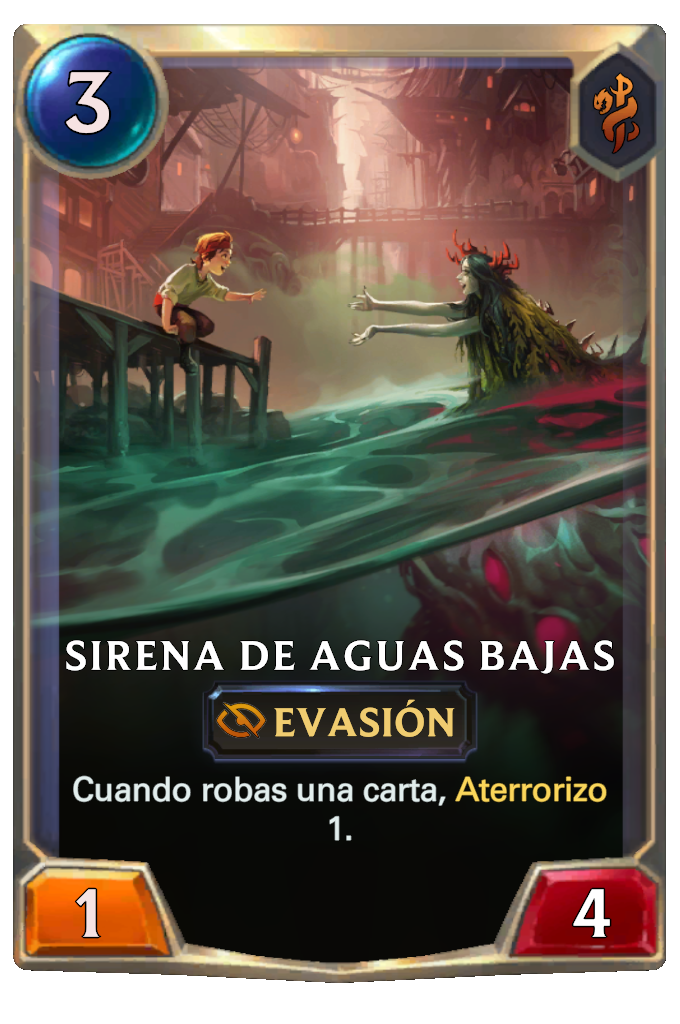 3
SIRENA DE AGUAS BAJAS
EVASIÓN
Cuando robas una carta, Aterrorizo
1.
1
4